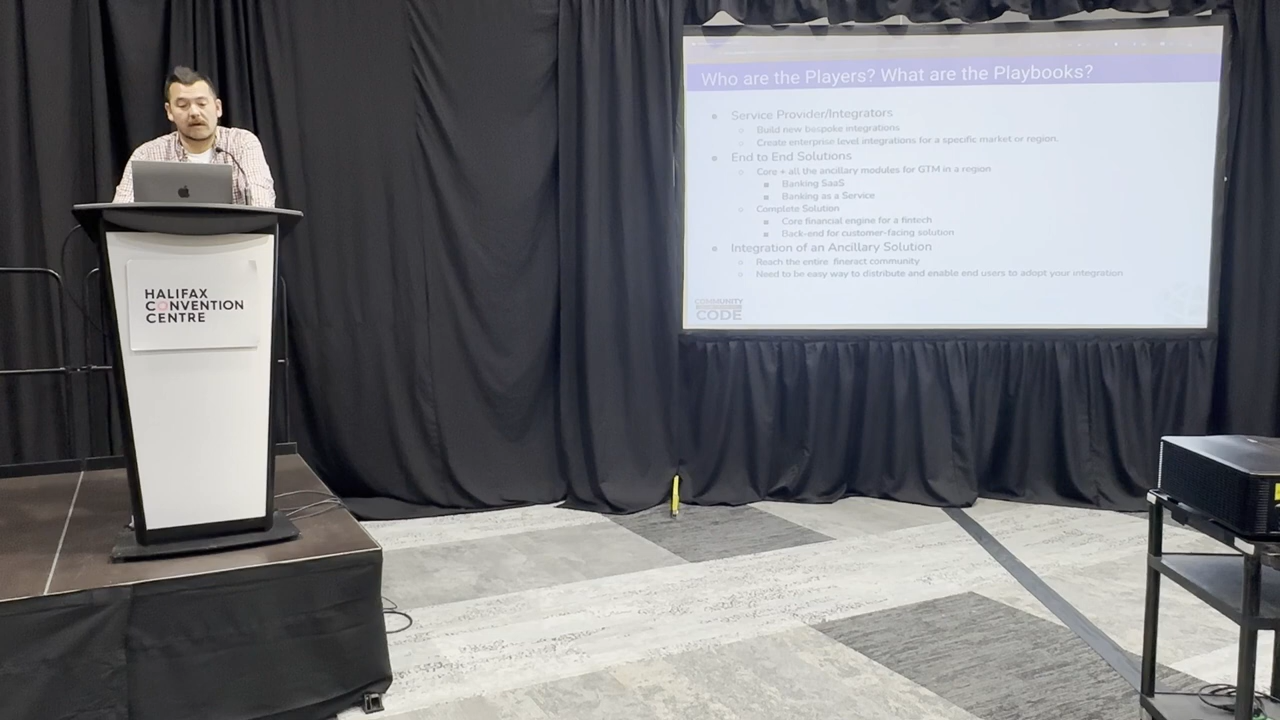 HALIFAX
CONVENTION
CENTRE
Who are the Players? What are the Playbooks?
Service Provider/Integrators
Build new bespoke integrations
Create enterprise level integrations for a specific market or region.
End to End Solutions
Core + all the ancillary modules for GTM in a region
Banking SaaS
Banking as a Service
Complete Solution
Core financial engine for a fintech
Back-end for customer-facing solution
Integration of an Ancillary Solution
Reach the entire fineract community
Need to be easy way to distribute and enable end users to adopt your integration
COMMUNITY
CODE